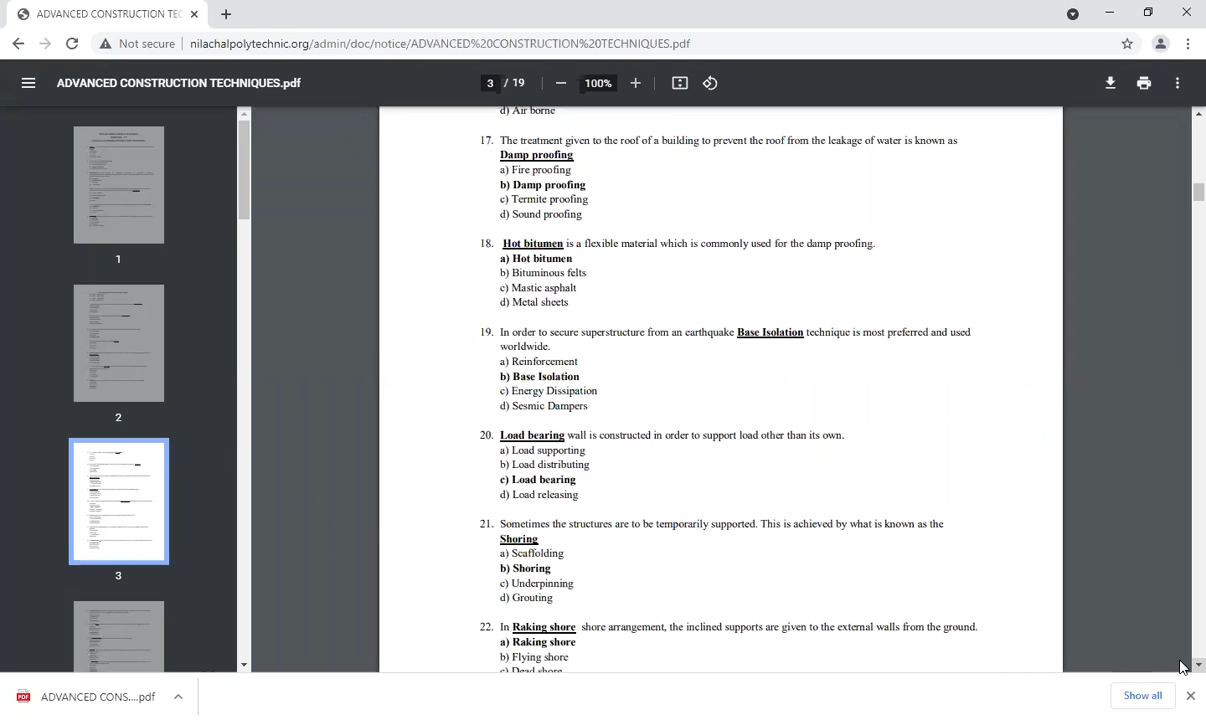 ADVANCED CONSTRUCTION TEC
Not secure nilachalpolytechnic.org/admin/doc/notice/ADVANCED%20CONSTRUCTION%20TECHNIQUES.pdf
ADVANCED CONSTRUCTION TECHNIQUES.pdf 3 / 19 100%
1
2
3
d) Air borne
17. The treatment given to the roof of a building to prevent the roof from the leakage of water is known as
Damp proofing
a) Fire proofing
b) Damp proofing
c) Termite proofing
d) Sound proofing
18. Hot bitumen is a flexible material which is commonly used for the damp proofing.
a) Hot bitumen
b) Bituminous felts
c) Mastic asphalt
d) Metal sheets
19. In order to secure superstructure from an earthquake Base Isolation technique is most preferred and used
worldwide.
a) Reinforcement
b) Base Isolation
c) Energy Dissipation
d) Sesmic Dampers
20. Load bearing wall is constructed in order to support load other than its own.
a) Load supporting
b) Load distributing
c) Load bearing
d) Load releasing
21. Sometimes the structures are to be temporarily supported. This is achieved by what is known as the
Shoring
a) Scaffolding
b) Shoring
c) Underpinning
d) Grouting
22. In Raking shore shore arrangement, the inclined supports are given to the external walls from the ground.
a) Raking shore
b) Flying shore
c) Dead shore
PDF ADVANCED CONS....pdf
Show all